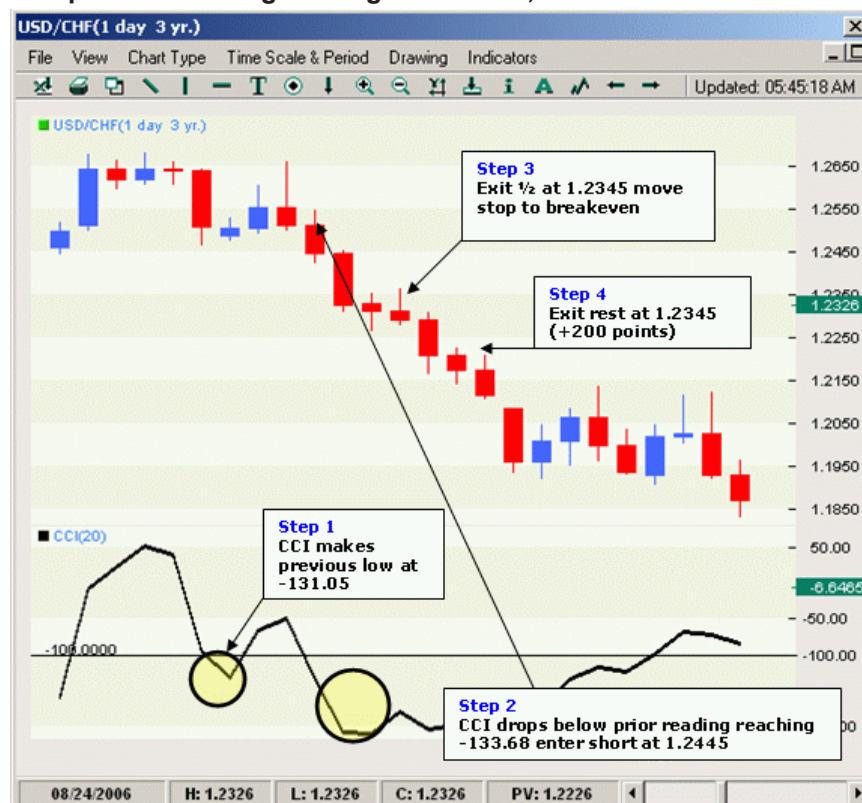 USD/CHF(1 day 3 yr.)
File View Chart Type Time Scale & Period Drawing Indicators
Updated: 05:45:18 AM
USD/CHF(1 day 3 yr.)
Step 3
Exit ½ at 1.2345 move
stop to breakeven
Step 4
Exit rest at 1.2345
(+200 points)
1.2650
1.2550
1.2450
1.2326
1.2250
1.2150
1.2050
1.1950
1.1850
CCI(20)
Step 1
CCI makes
previous low at
-131.05
50.00
-6.6465
-50.00
-100.00
-100.0000
Step 2
CCI drops below prior reading reaching
-133.68 enter short at 1.2445
08/24/2006 H: 1.2326 L: 1.2326 C: 1.2326 PV: 1.2226